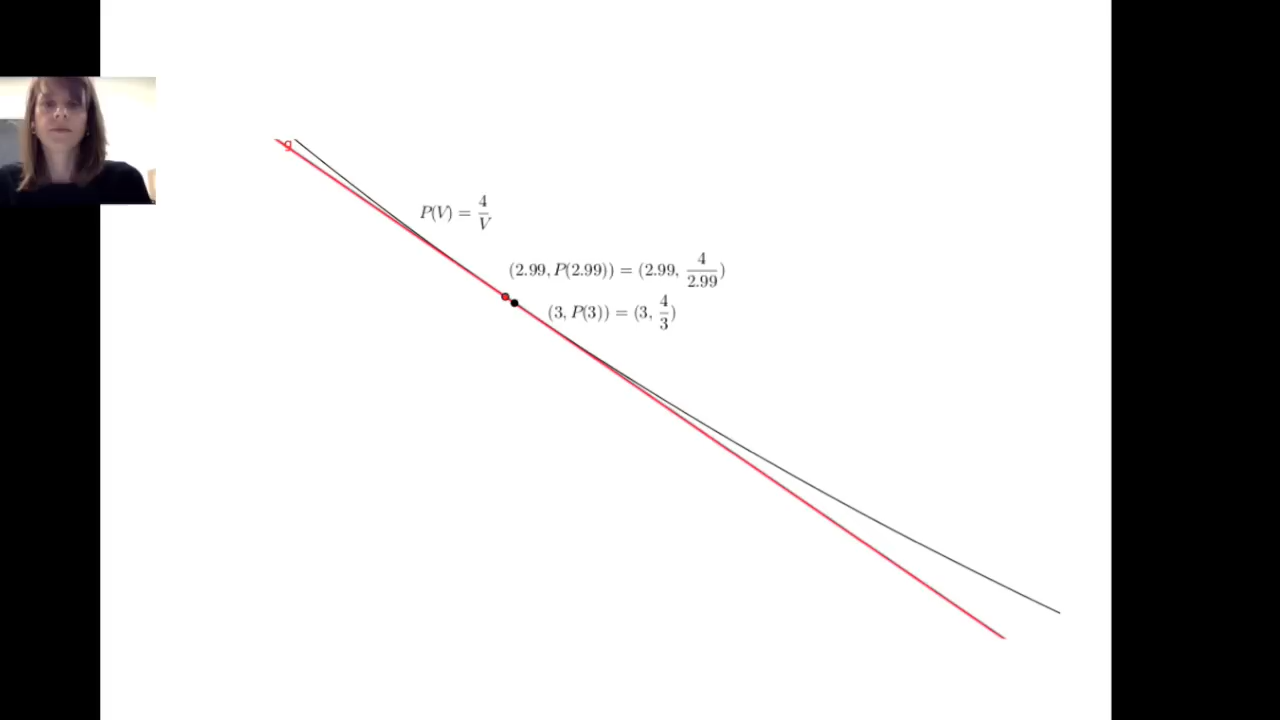 g
P(V) = 4/V
(2.99, P(2.99)) = (2.99, 4/2.99)
(3, P(3)) = (3, 4/3)